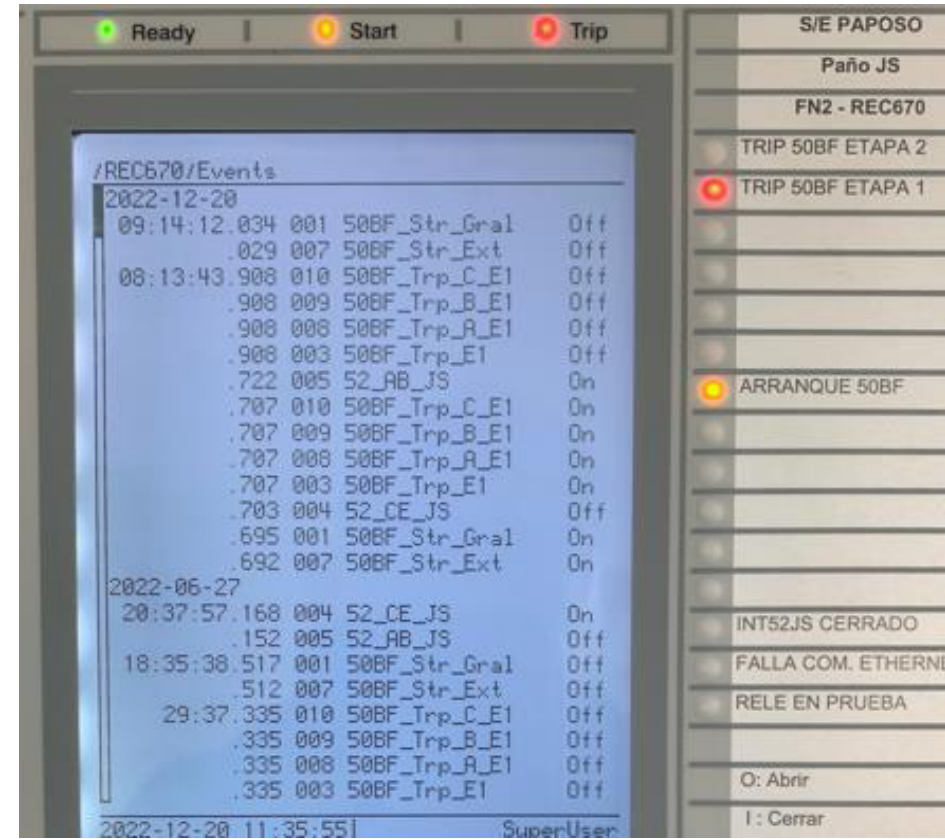 Ready
Start
Trip
/REC670/Events
2022-12-20
09:14:12.034 001 50BF_Str_Gral Off
.029 007 50BF_Str_Ext Off
08:13:43.908 010 50BF_Trp_C_E1 Off
.908 009 50BF_Trp_B_E1 Off
.908 008 50BF_Trp_A_E1 Off
.908 003 50BF_Trp_E1 Off
.722 005 52_AB_JS On
.707 010 50BF_Trp_C_E1 On
.707 009 50BF_Trp_B_E1 On
.707 008 50BF_Trp_A_E1 On
.707 003 50BF_Trp_E1 On
.703 004 52_CE_JS Off
.695 001 50BF_Str_Gral On
.692 007 50BF_Str_Ext On
2022-06-27
20:37:57.168 004 52_CE_JS On
.152 005 52_AB_JS Off
18:35:38.517 001 50BF_Str_Gral Off
.512 007 50BF_Str_Ext Off
29:37.335 010 50BF_Trp_C_E1 Off
.335 009 50BF_Trp_B_E1 Off
.335 008 50BF_Trp_A_E1 Off
.335 003 50BF_Trp_E1 Off
2022-12-20 11:35:55| SuperUser
S/E PAPOSO
Paño JS
FN2 - REC670
TRIP 50BF ETAPA 2
TRIP 50BF ETAPA 1
ARRANQUE 50BF
INT52JS CERRADO
FALLA COM. ETHERNE
RELE EN PRUEBA
O: Abrir
I : Cerrar